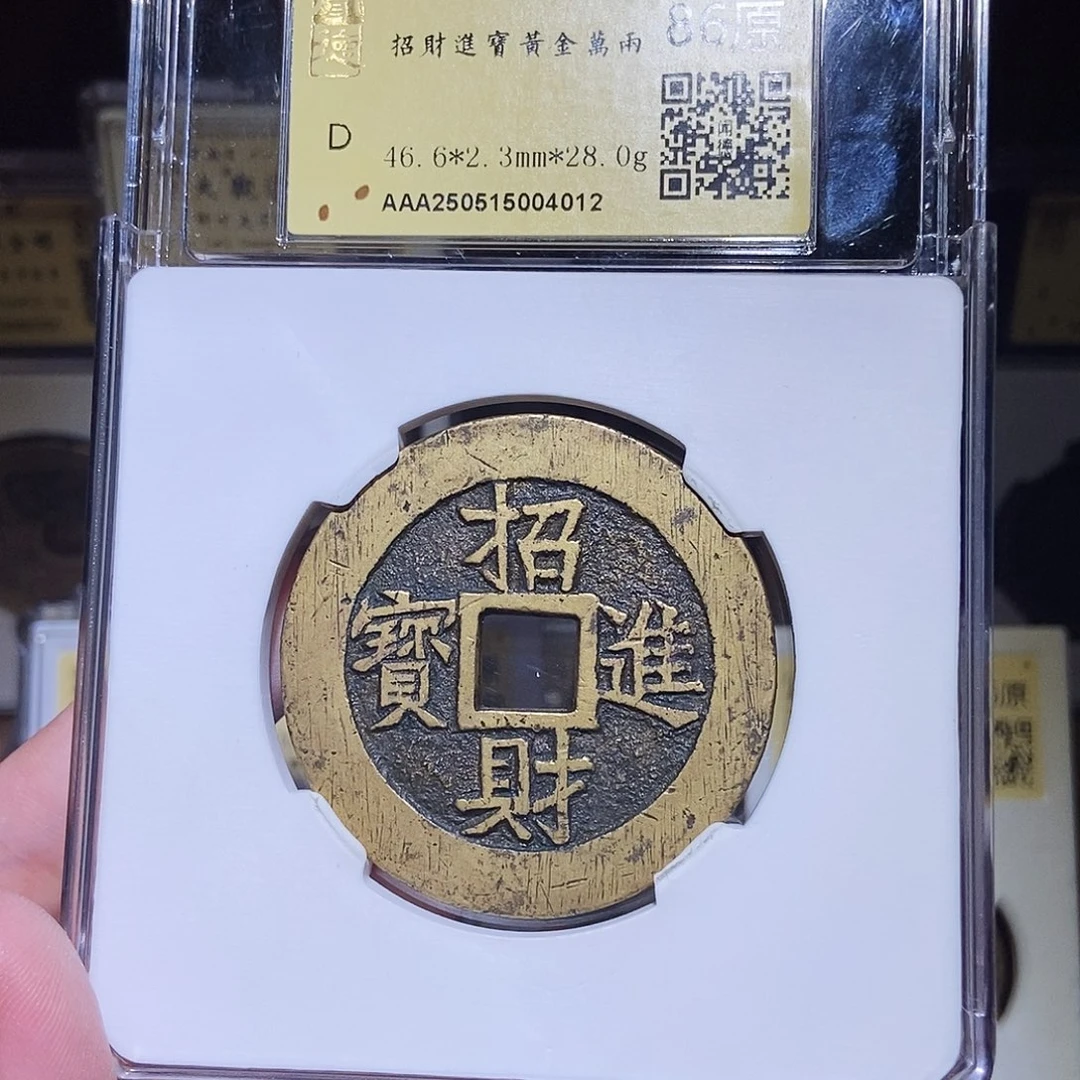 招財進寶黃金萬兩
86原
D
46.6*2.3mm*28.0g
AAA250515004012
招
寶 進
財
原